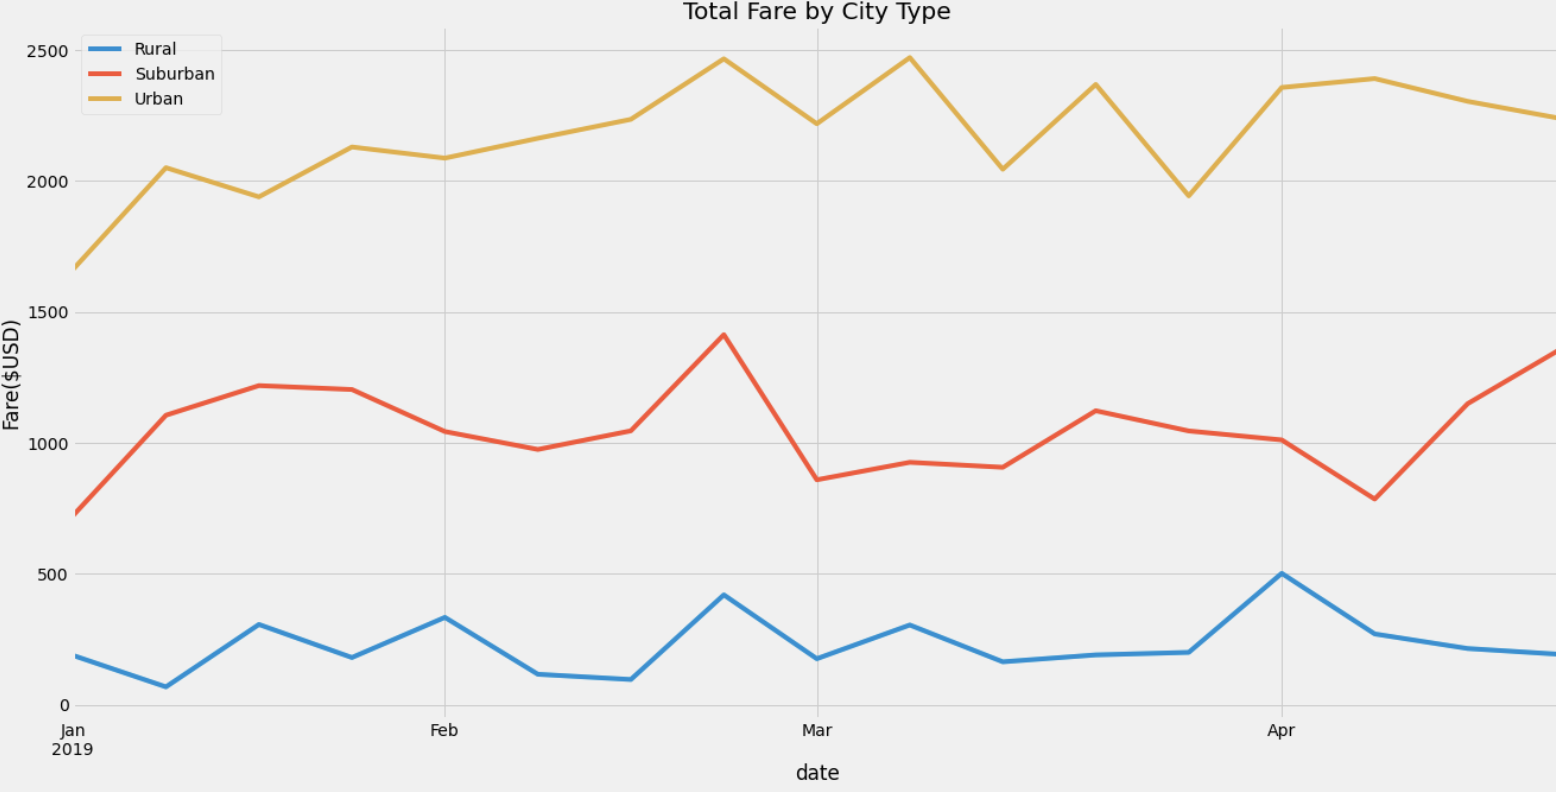 Total Fare by City Type
Rural
Suburban
Urban
Fare($USD)
2500
2000
1500
1000
500
0
Jan
2019
Feb
Mar
Apr
date